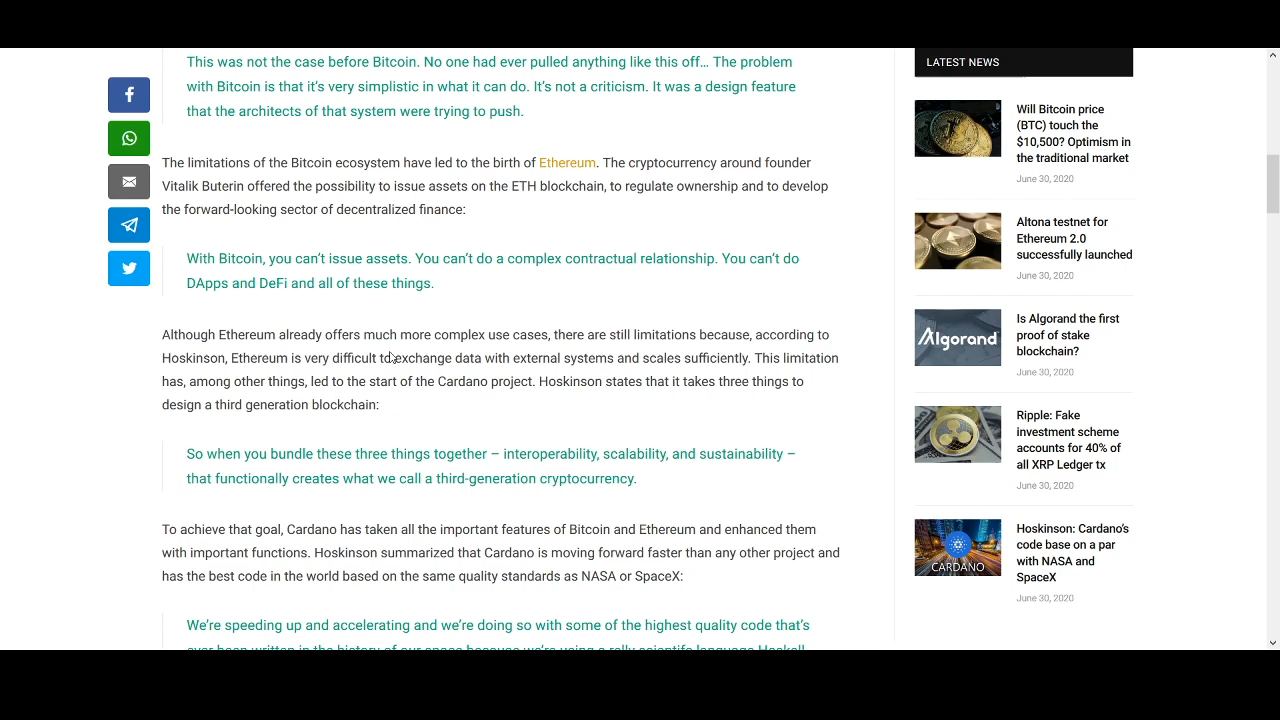 This was not the case before Bitcoin. No one had ever pulled anything like this off… The problem
with Bitcoin is that it's very simplistic in what it can do. It's not a criticism. It was a design feature
that the architects of that system were trying to push.
The limitations of the Bitcoin ecosystem have led to the birth of Ethereum. The cryptocurrency around founder
Vitalik Buterin offered the possibility to issue assets on the ETH blockchain, to regulate ownership and to develop
the forward-looking sector of decentralized finance:
With Bitcoin, you can't issue assets. You can't do a complex contractual relationship. You can't do
DApps and DeFi and all of these things.
Although Ethereum already offers much more complex use cases, there are still limitations because, according to
Hoskinson, Ethereum is very difficult to exchange data with external systems and scales sufficiently. This limitation
has, among other things, led to the start of the Cardano project. Hoskinson states that it takes three things to
design a third generation blockchain:
So when you bundle these three things together – interoperability, scalability, and sustainability –
that functionally creates what we call a third-generation cryptocurrency.
To achieve that goal, Cardano has taken all the important features of Bitcoin and Ethereum and enhanced them
with important functions. Hoskinson summarized that Cardano is moving forward faster than any other project and
has the best code in the world based on the same quality standards as NASA or SpaceX:
We're speeding up and accelerating and we're doing so with some of the highest quality code that's
ever been written in the history of our space because we're using a rally scientifs language Haskell
LATEST NEWS
Will Bitcoin price
(BTC) touch the
$10,500? Optimism in
the traditional market
June 30, 2020
Altona testnet for
Ethereum 2.0
successfully launched
June 30, 2020
Algorand
Is Algorand the first
proof of stake
blockchain?
June 30, 2020
Ripple: Fake
investment scheme
accounts for 40% of
all XRP Ledger tx
June 30, 2020
CARDANO
Hoskinson: Cardano's
code base on a par
with NASA and
SpaceX
June 30, 2020